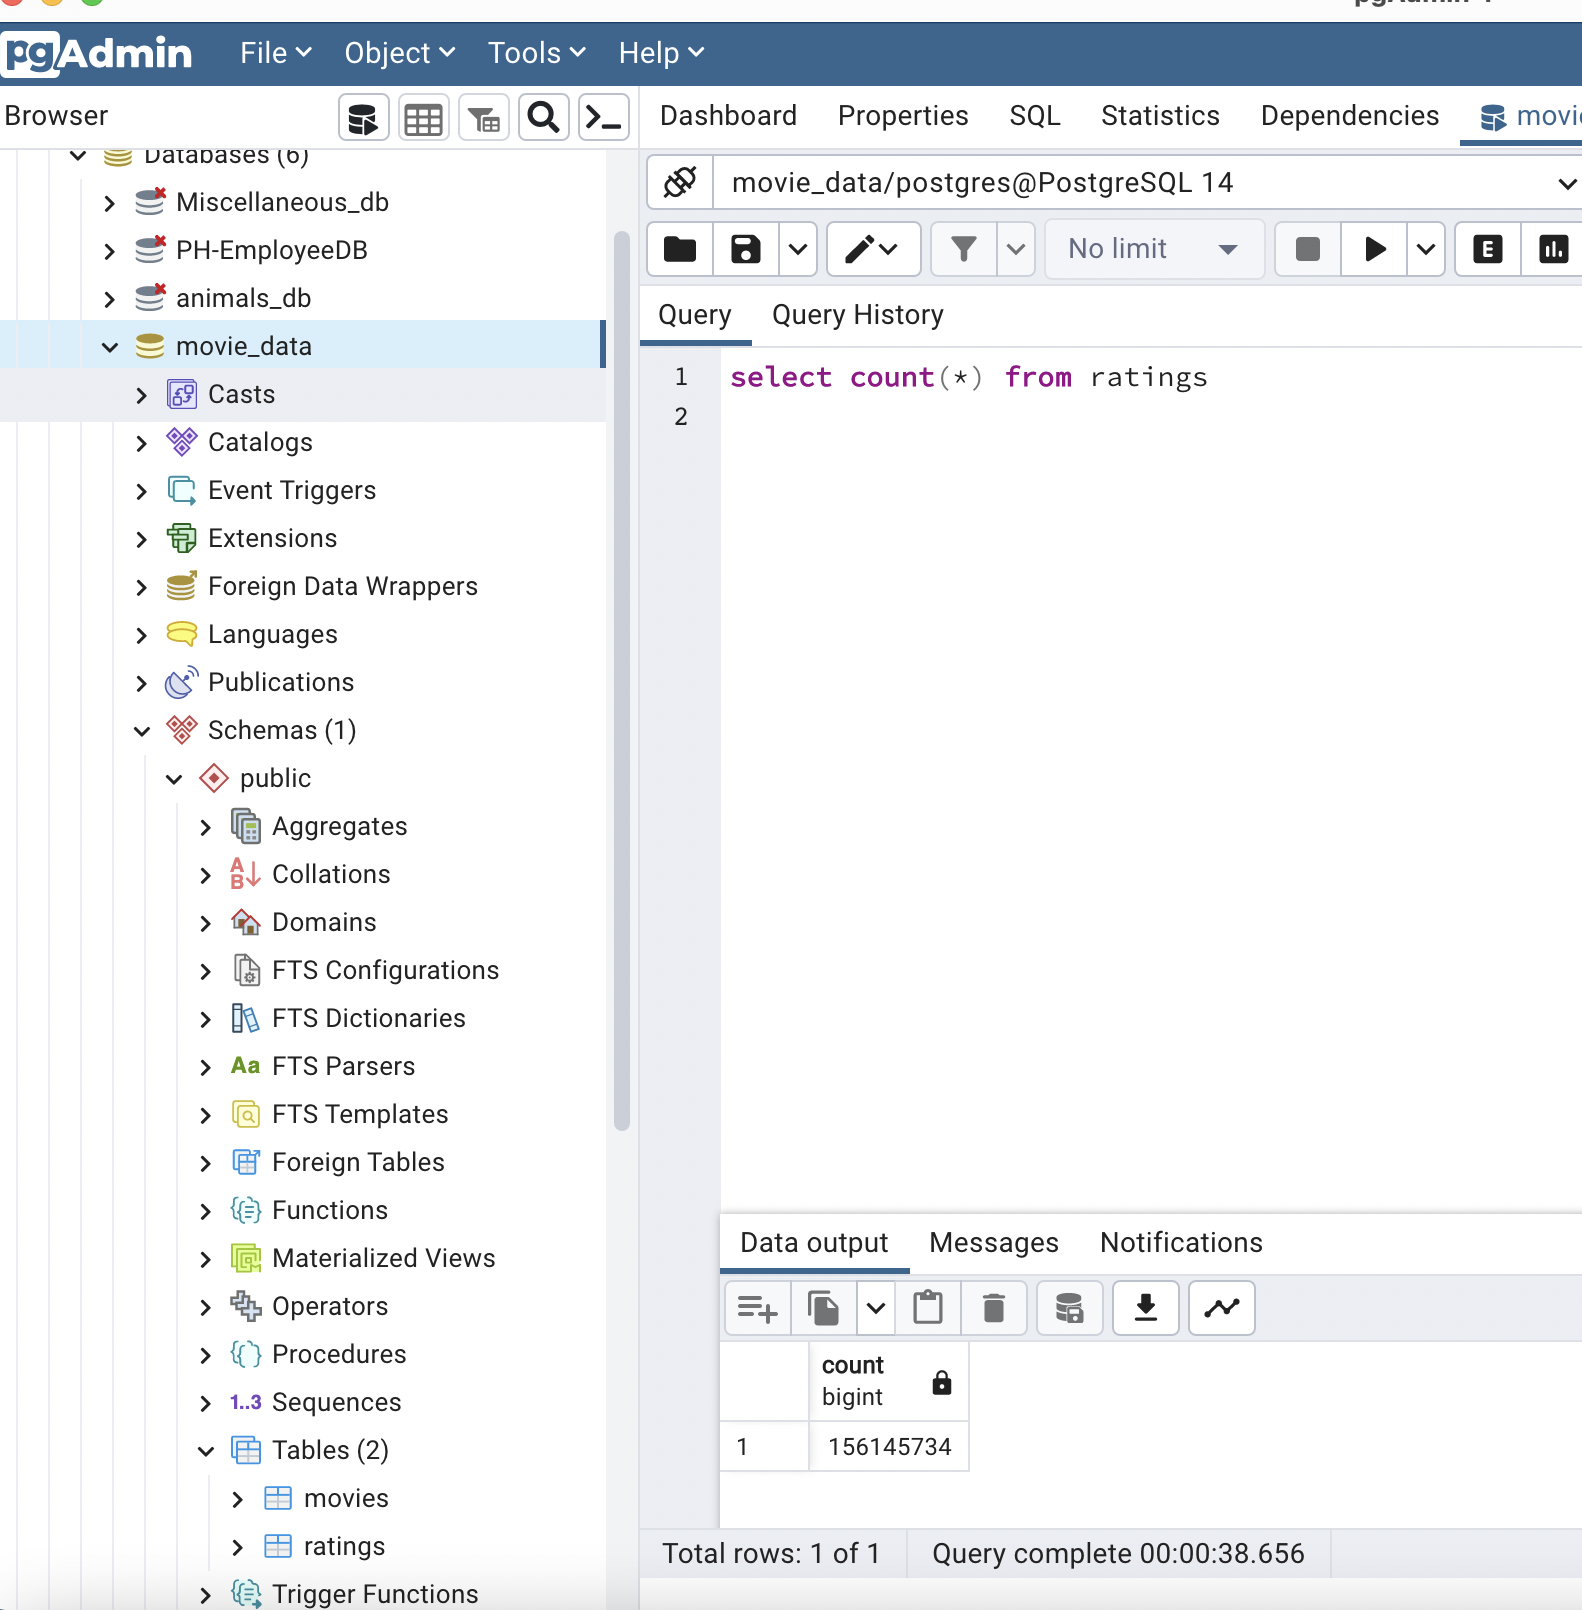 pgAdmin File Object Tools Help
Browser
Dashboard Properties SQL Statistics Dependencies
Databases (6)
Miscellaneous_db
PH-EmployeeDB
animals_db
movie_data
Casts
Catalogs
Event Triggers
Extensions
Foreign Data Wrappers
Languages
Publications
Schemas (1)
public
Aggregates
Collations
Domains
FTS Configurations
FTS Dictionaries
Aa FTS Parsers
FTS Templates
Foreign Tables
Functions
Materialized Views
Operators
Procedures
1..3 Sequences
Tables (2)
movies
ratings
Trigger Functions
movie_data/postgres@PostgreSQL 14
No limit
E
Query Query History
1 select count(*) from ratings
2
Data output Messages Notifications
count
bigint
1 156145734
Total rows: 1 of 1 Query complete 00:00:38.656